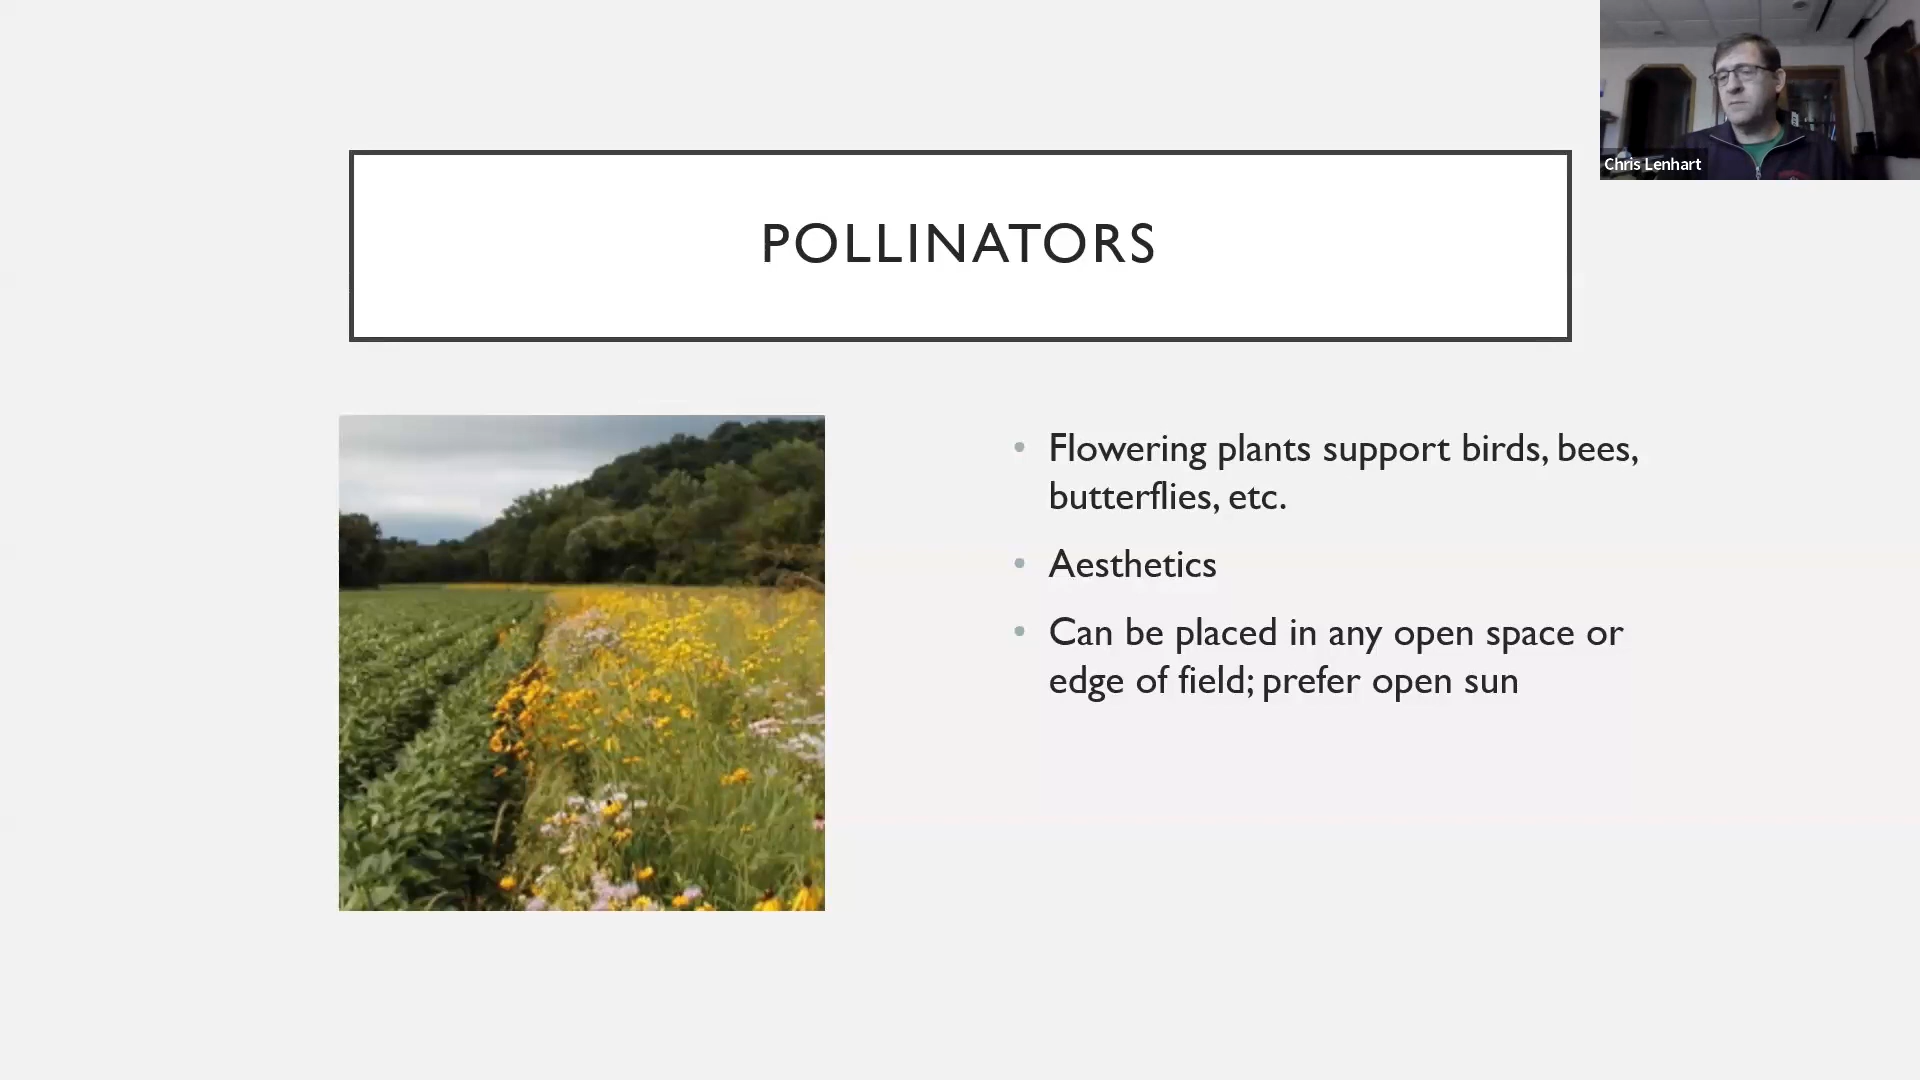 Chris Lenhart
POLLINATORS
• Flowering plants support birds, bees,
butterflies, etc.
• Aesthetics
• Can be placed in any open space or
edge of field; prefer open sun